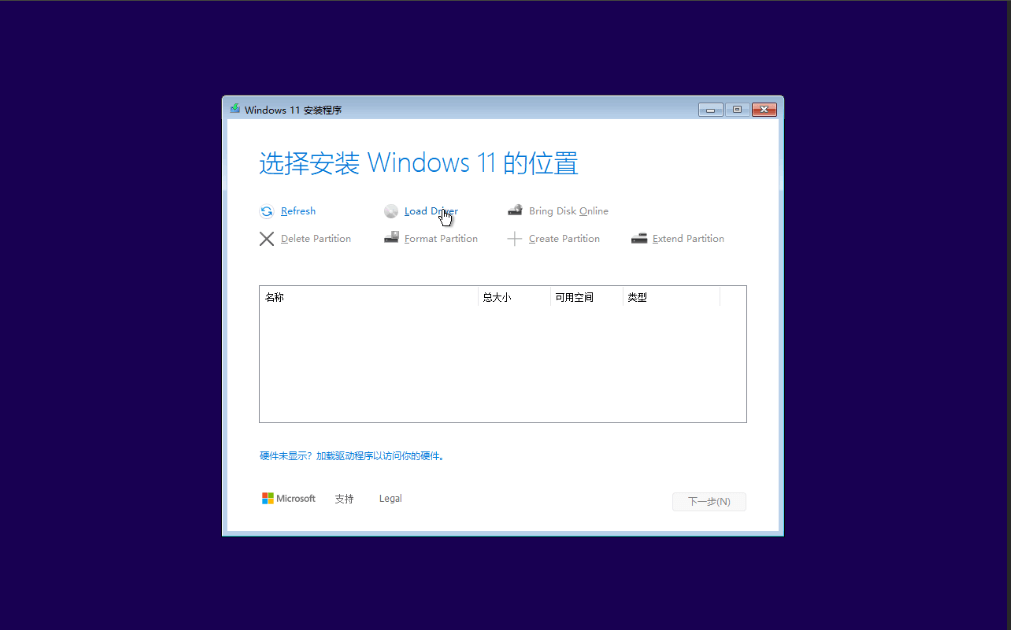 Windows 11 安装程序
选择安装 Windows 11 的位置
Refresh Load Driver Bring Disk Online
Delete Partition Format Partition Create Partition Extend Partition
名称 总大小 可用空间 类型
硬件未显示? 加载驱动程序以访问你的硬件。
Microsoft 支持 Legal 下一步(N)